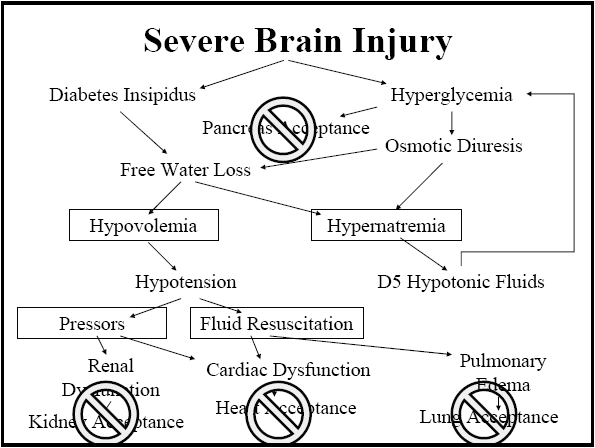 Severe Brain Injury
Diabetes Insipidus
Hyperglycemia
Pancreas Acceptance
Osmotic Diuresis
Free Water Loss
Hypovolemia
Hypernatremia
Hypotension
D5 Hypotonic Fluids
Pressors
Fluid Resuscitation
Renal
Dysfunction
Cardiac Dysfunction
Pulmonary
Edema
Kidney Acceptance
Heart Acceptance
Lung Acceptance